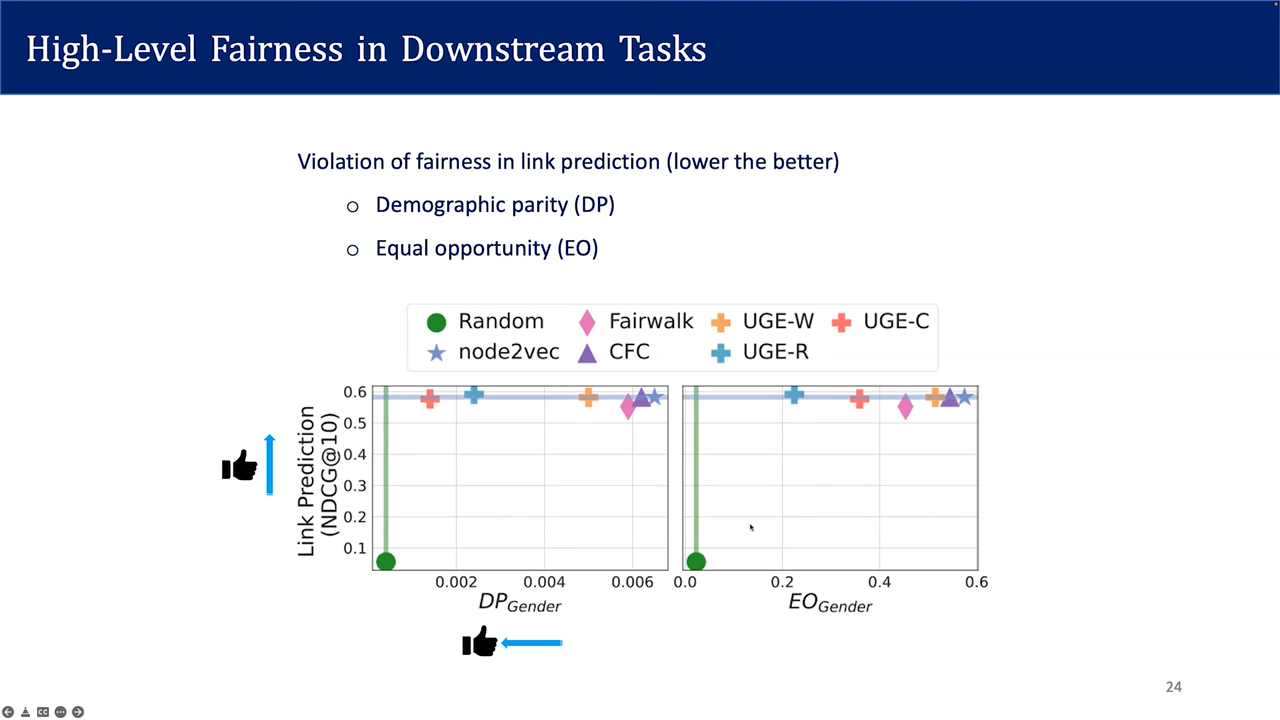 High-Level Fairness in Downstream Tasks
Violation of fairness in link prediction (lower the better)
o Demographic parity (DP)
o Equal opportunity (EO)
Random Fairwalk UGE-W UGE-C
node2vec CFC UGE-R
Link Prediction
(NDCG@10)
0.6
0.5
0.4
0.3
0.2
0.1
0.002 0.004 0.006
DP_Gender
0.0 0.2 0.4 0.6
EO_Gender
24
CC